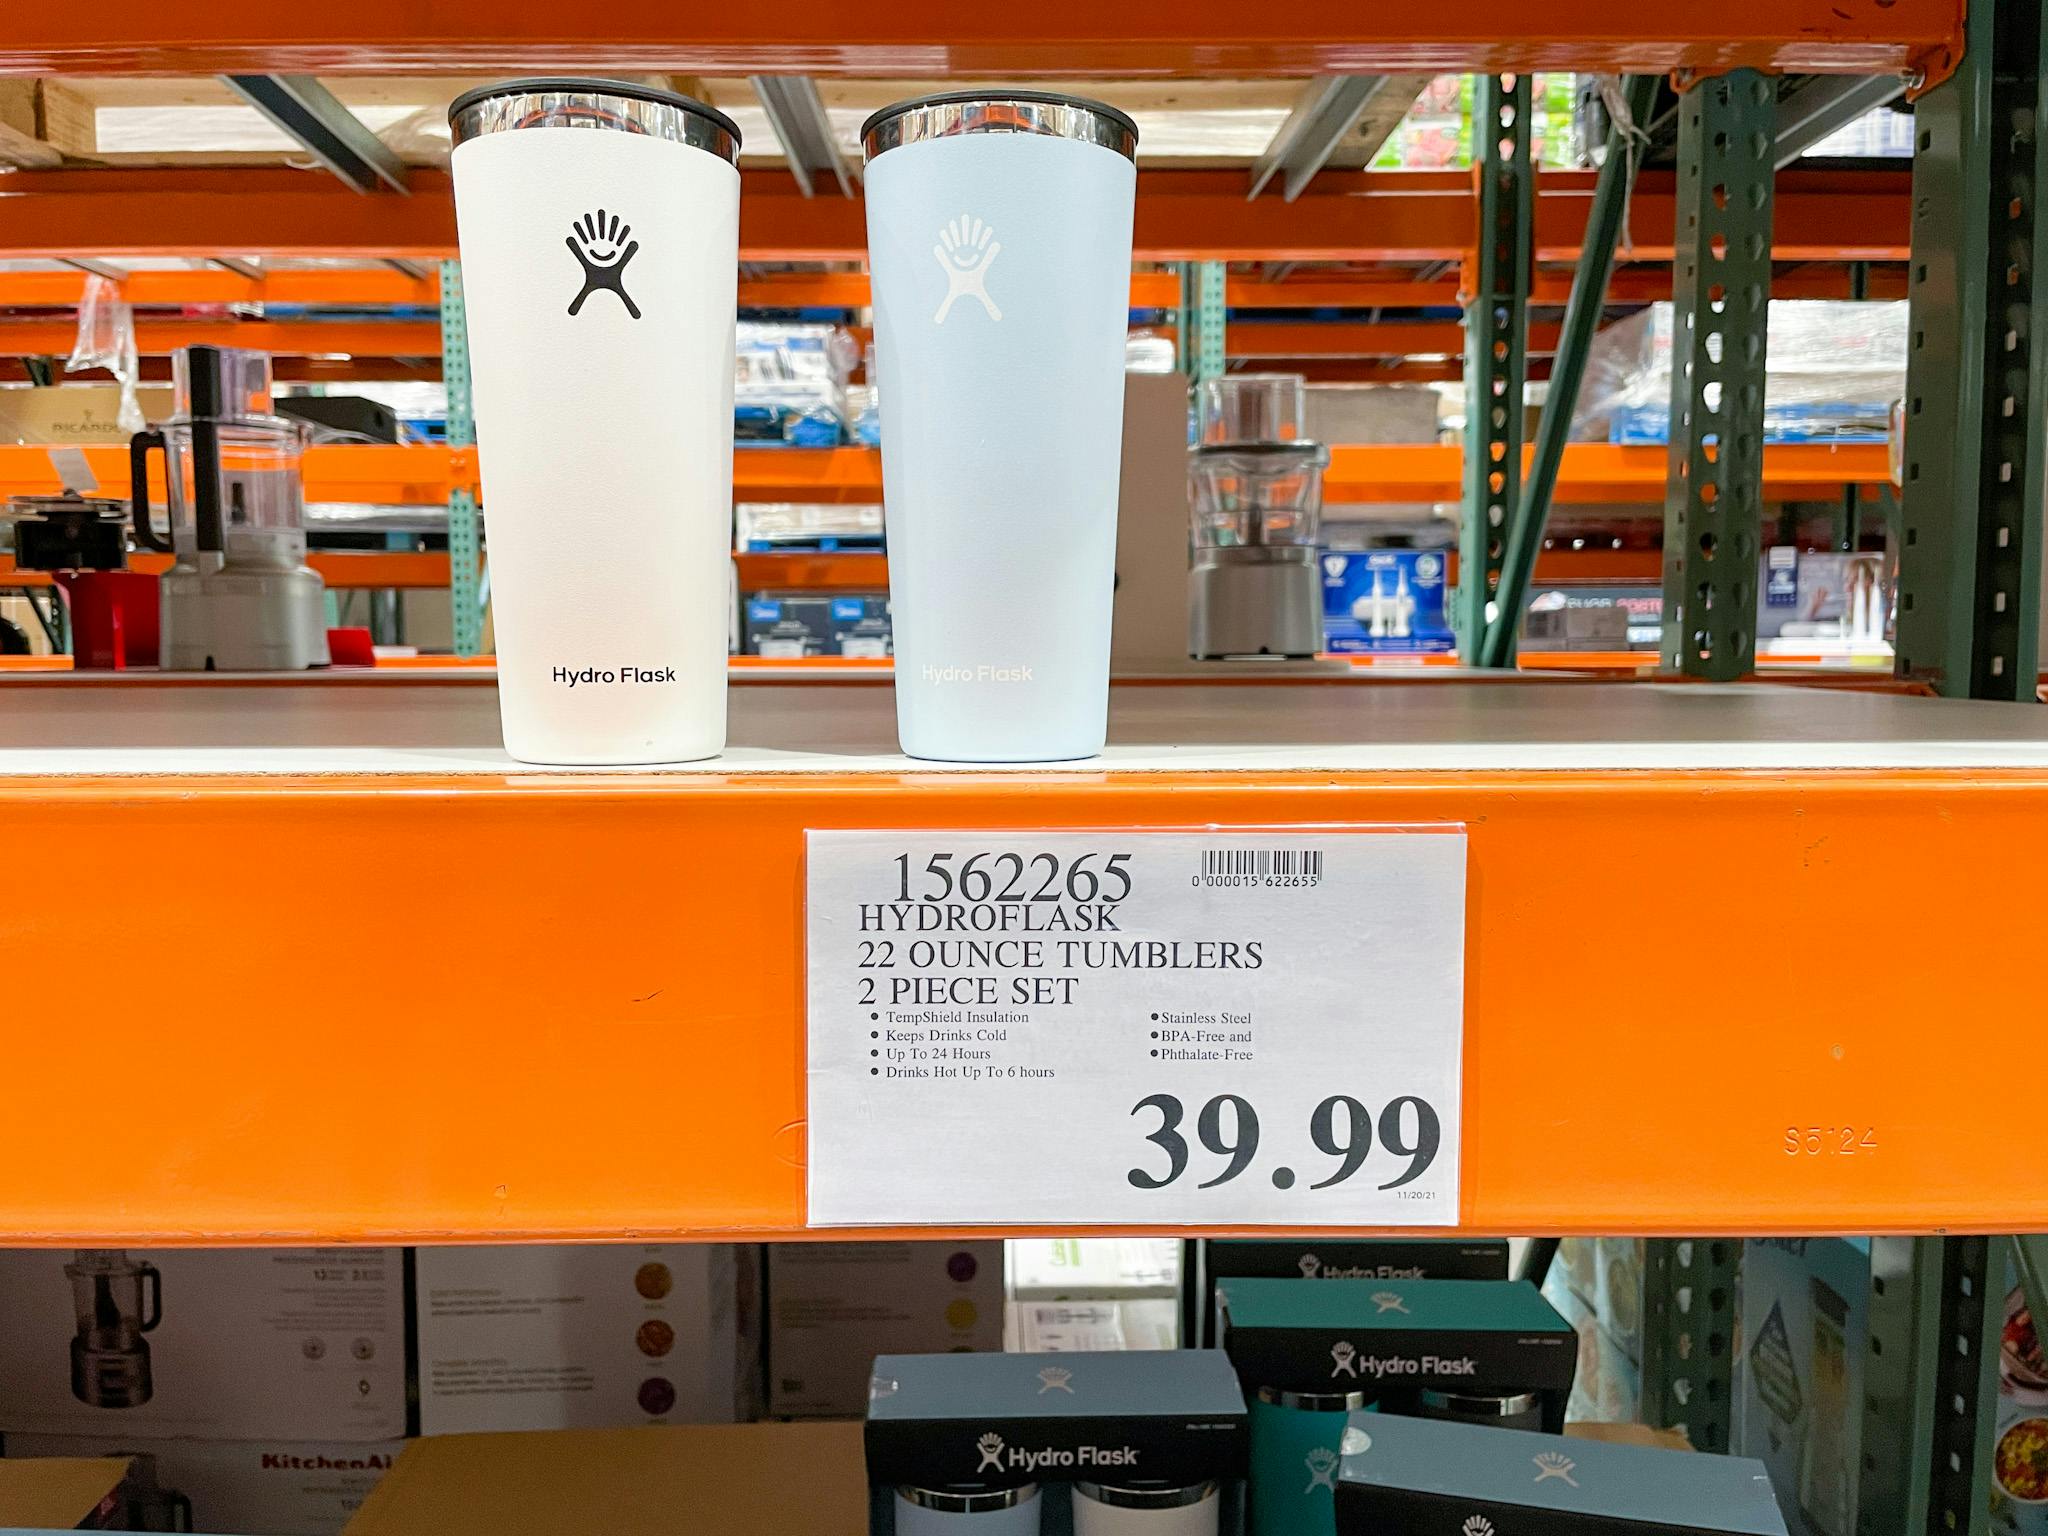 RICARDO
Hydro Flask
Hydro Flask
1562265
0 000015 622655
HYDROFLASK
22 OUNCE TUMBLERS
2 PIECE SET
TempShield Insulation
Keeps Drinks Cold
Up To 24 Hours
Drinks Hot Up To 6 hours
Stainless Steel
BPA-Free and
Phthalate-Free
39.99
11/20/21
S5124
Hydro Flask
Hydro Flask
Hydro Flask
KitchenAi